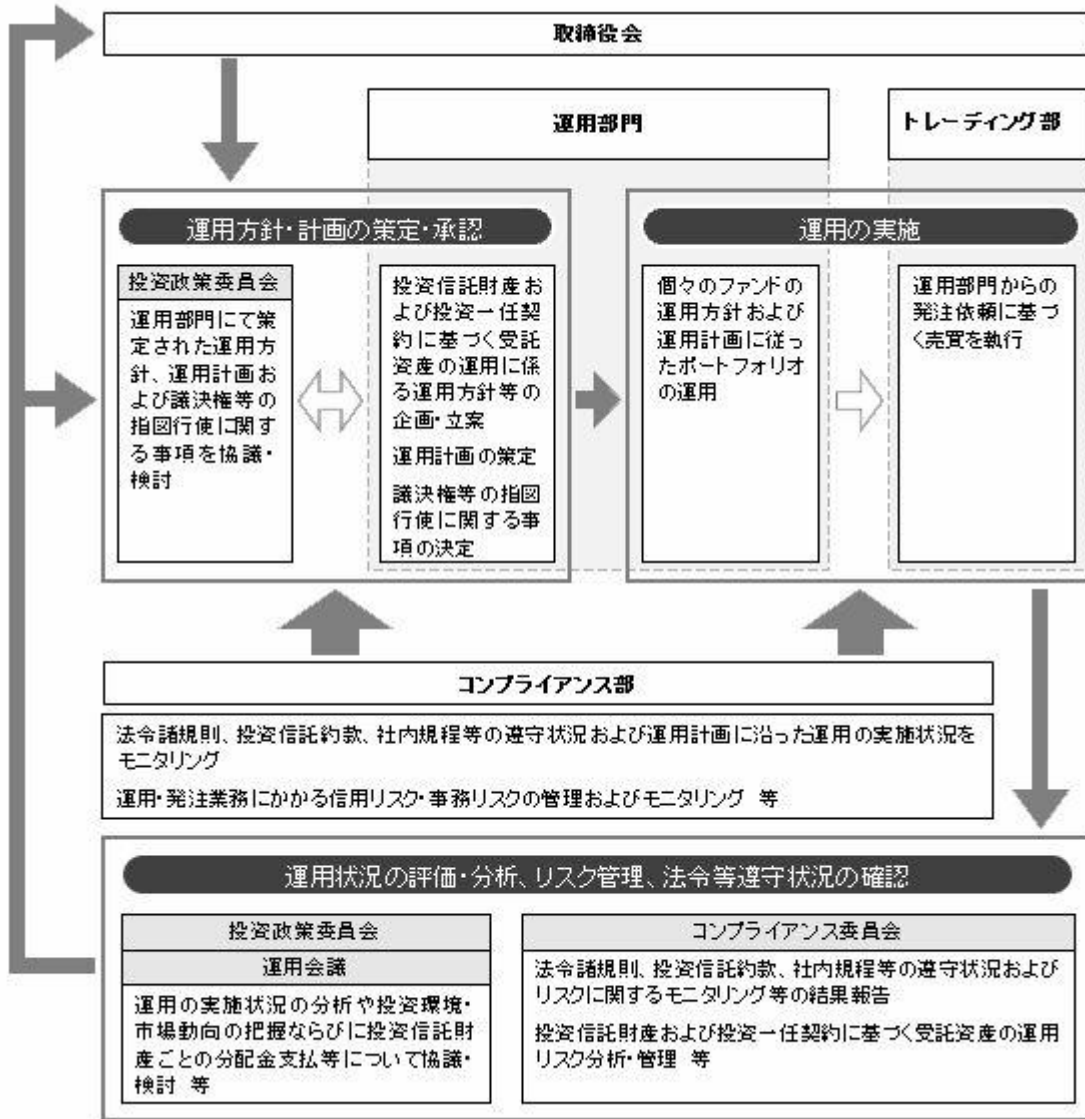 取締役会
運用部門
トレーディング部
運用方針・計画の策定・承認
投資政策委員会
運用部門にて策
定された運用方
針、運用計画お
よび議決権等の
指図行使に関す
る事項を協議・
検討
投資信託財産お
よび投資一任契
約に基づく受託
資産の運用に係
る運用方針等の
企画・立案
運用計画の策定
議決権等の指図
行使に関する事
項の決定
運用の実施
個々のファンドの
運用方針および
運用計画に従っ
たポートフォリオ
の運用
運用部門からの
発注依頼に基づ
く売買を執行
コンプライアンス部
法令諸規則、投資信託約款、社内規程等の遵守状況および運用計画に沿った運用の実施状況を
モニタリング
運用・発注業務にかかる信用リスク・事務リスクの管理およびモニタリング 等
運用状況の評価・分析、リスク管理、法令等遵守状況の確認
投資政策委員会
運用会議
運用の実施状況の分析や投資環境・
市場動向の把握ならびに投資信託財
産ごとの分配金支払等について協議・
検討 等
コンプライアンス委員会
法令諸規則、投資信託約款、社内規程等の遵守状況および
リスクに関するモニタリング等の結果報告
投資信託財産および投資一任契約に基づく受託資産の運用
リスク分析・管理 等